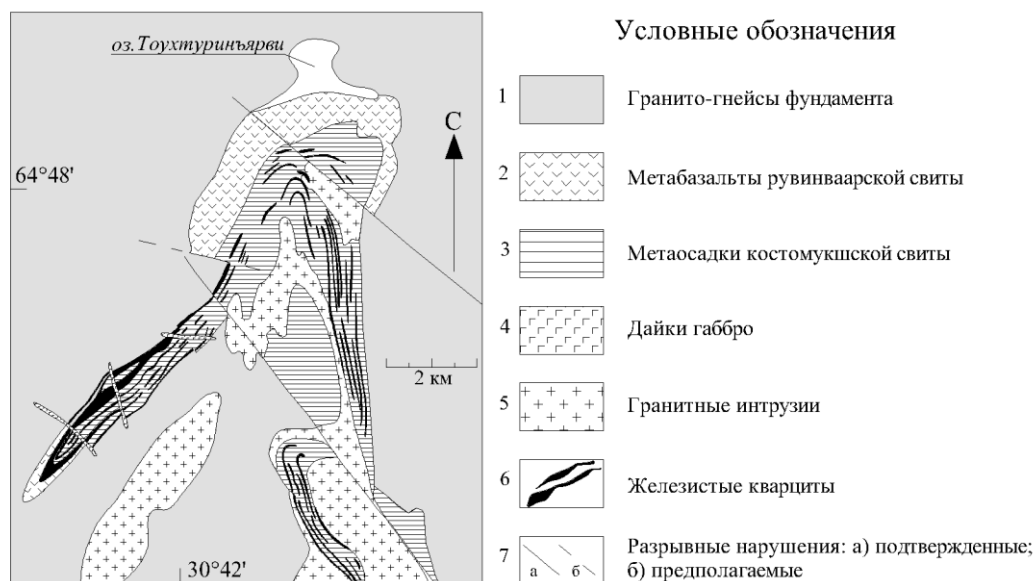 оз.Тоухтуринъярви
С
64°48'
2 км
30°42'
Условные обозначения
1 Гранито-гнейсы фундамента
2 Метабазальты рувинваарской свиты
3 Метаосадки костомукшской свиты
4 Дайки габбро
5 Гранитные интрузии
6 Железистые кварциты
7 а б Разрывные нарушения: а) подтвержденные;
б) предполагаемые